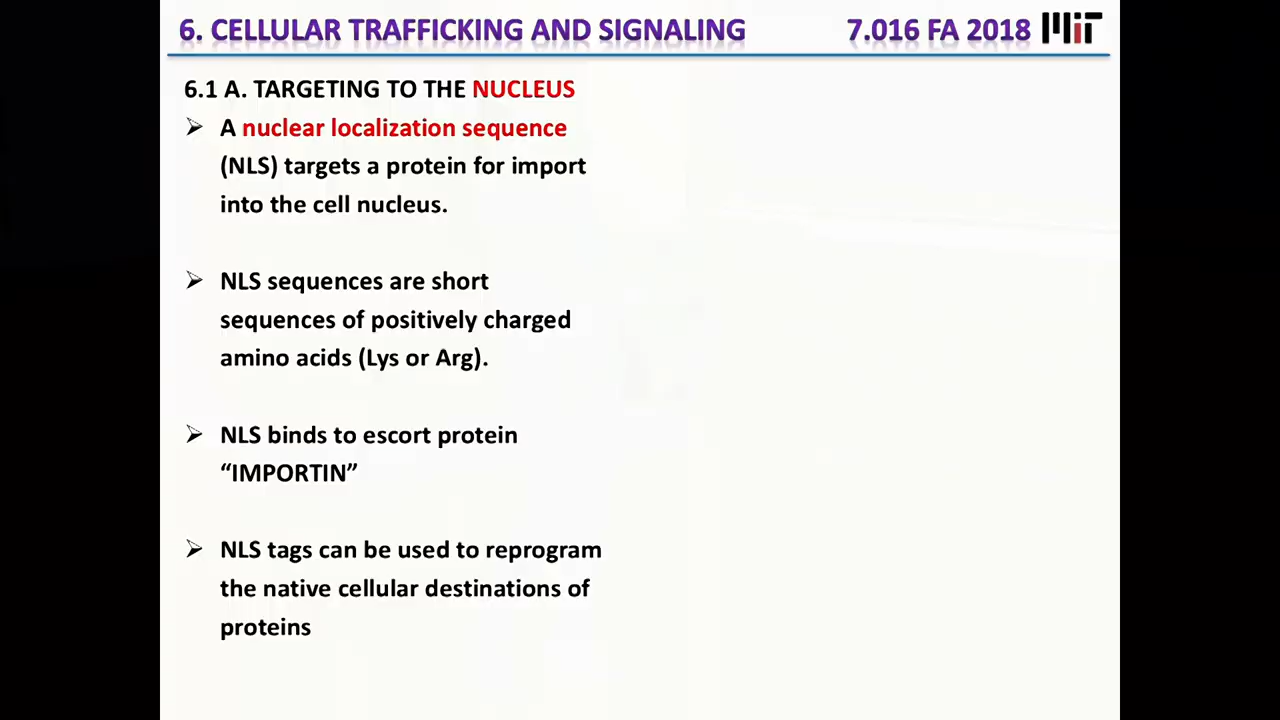 6. CELLULAR TRAFFICKING AND SIGNALING 7.016 FA 2018 MIT
6.1 A. TARGETING TO THE NUCLEUS
➢ A nuclear localization sequence
(NLS) targets a protein for import
into the cell nucleus.
➢ NLS sequences are short
sequences of positively charged
amino acids (Lys or Arg).
➢ NLS binds to escort protein
“IMPORTIN”
➢ NLS tags can be used to reprogram
the native cellular destinations of
proteins